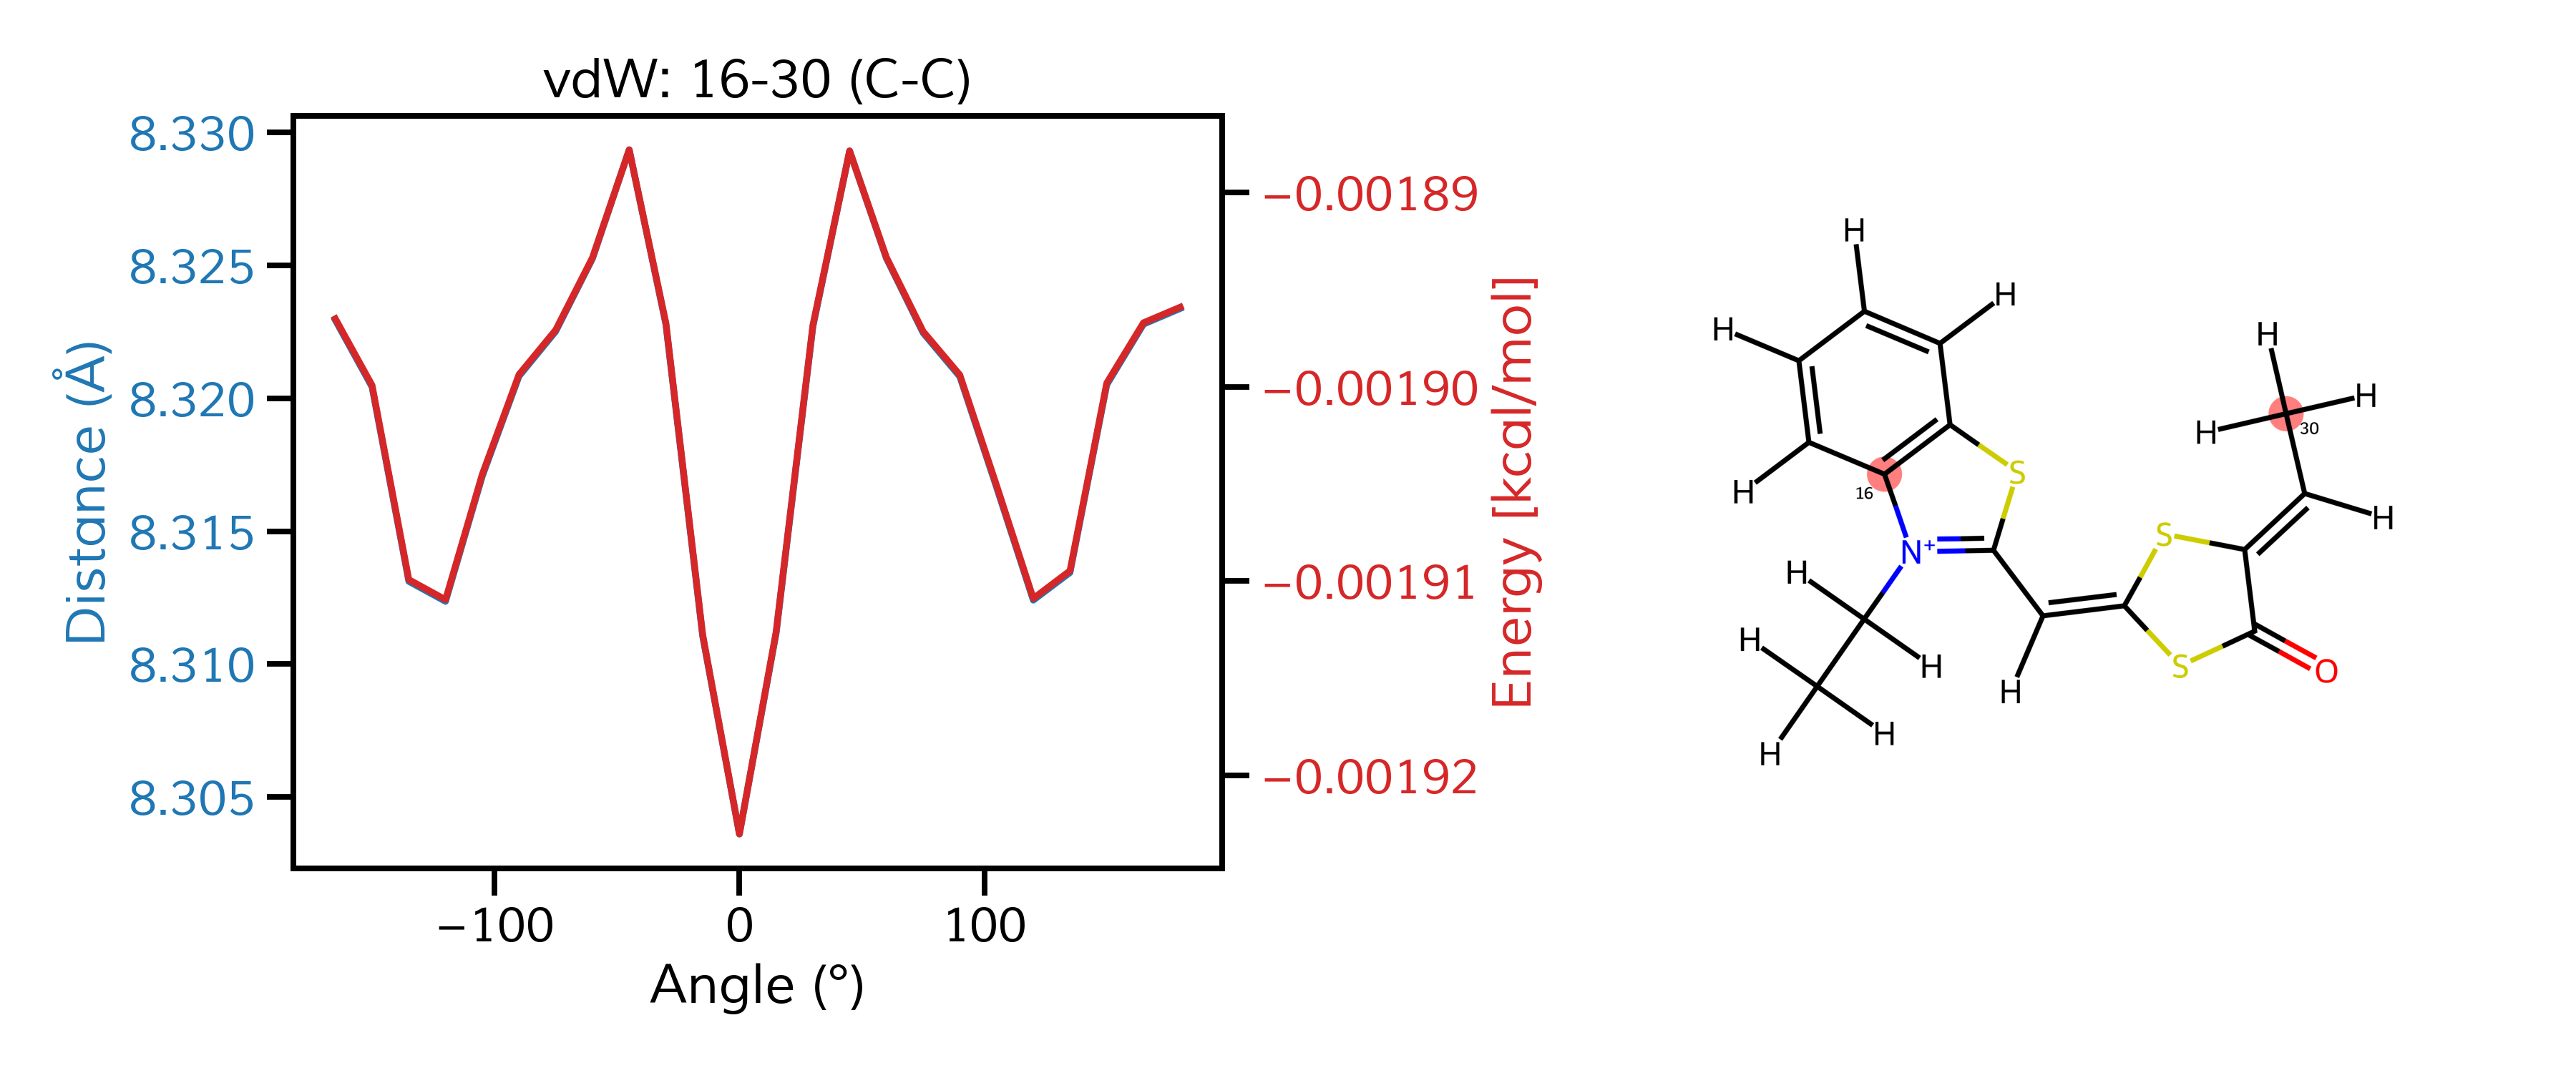 vdW: 16-30 (C-C)
8.330
8.325
8.320
8.315
8.310
8.305
Distance (Å)
−0.00189
−0.00190
−0.00191
−0.00192
Energy [kcal/mol]
−100
0
100
Angle (°)
H
H
H
H
H
H
H
30
S
16
H
H
N+
S
H
H
H
S
O
H
H
H